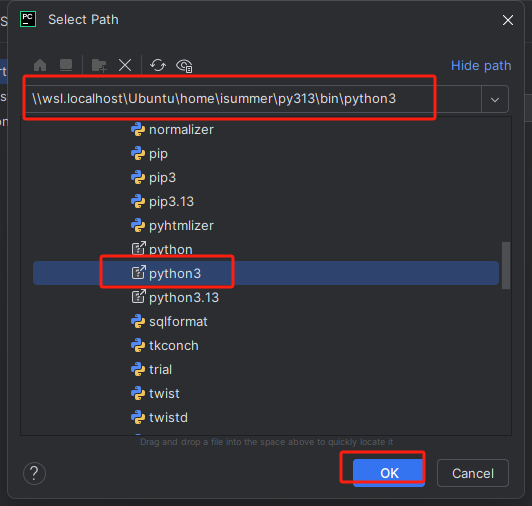 PC
Select Path
Hide path
\\wsl.localhost\Ubuntu\home\isummer\py313\bin\python3
normalizer
pip
pip3
pip3.13
pyhtmlizer
python
python3
python3.13
sqlformat
tkconch
trial
twist
twistd
Drag and drop a file into the space above to quickly locate it
?
OK
Cancel